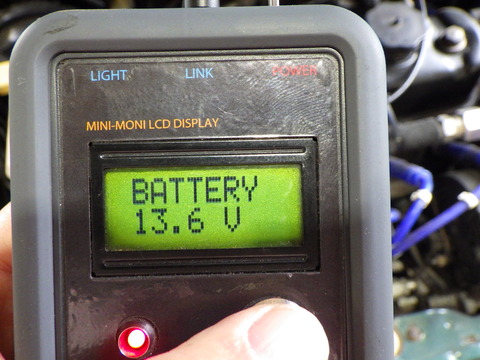 LIGHT LINK POWER
MINI-MONI LCD DISPLAY
BATTERY
13.6 V